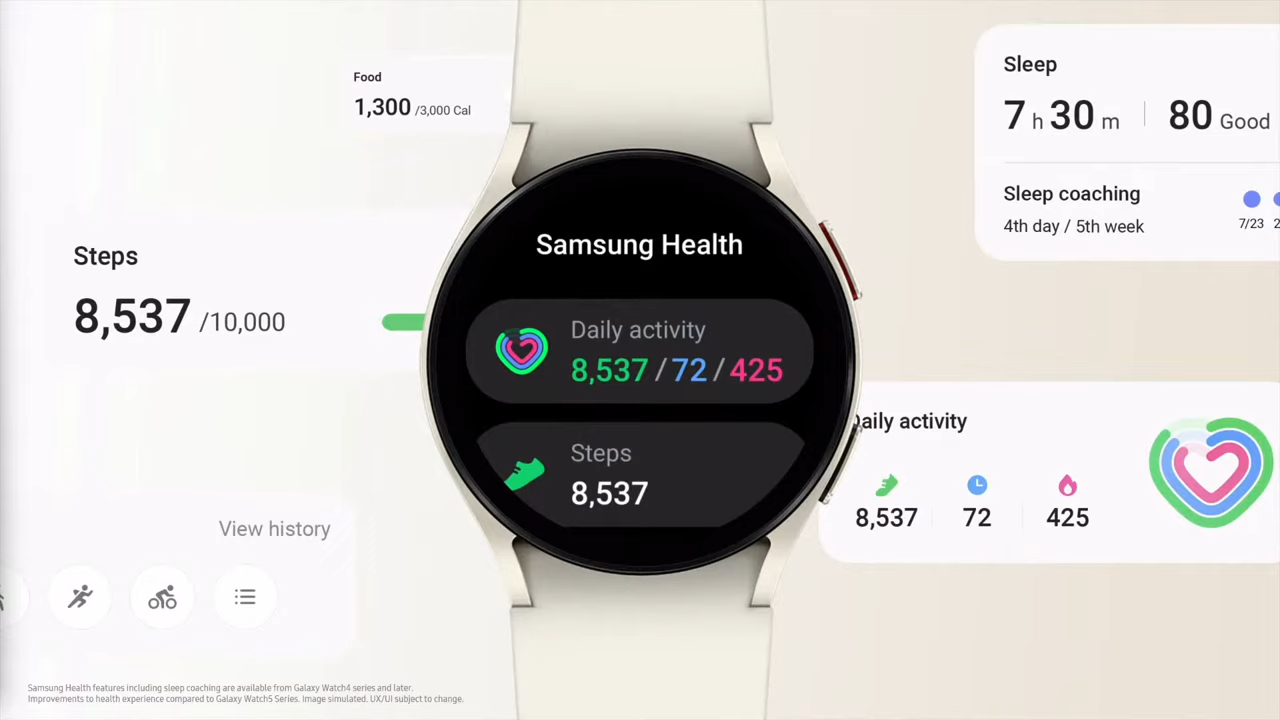 Food
1,300 /3,000 Cal
Steps
8,537 /10,000
View history
Samsung Health
Daily activity
8,537 / 72 / 425
Steps
8,537
Sleep
7 h 30 m 80 Good
Sleep coaching
4th day / 5th week
7/23
Daily activity
8,537 72 425
Samsung Health features including sleep coaching are available from Galaxy Watch4 series and later.
Improvements to health experience compared to Galaxy Watch5 Series. Image simulated. UX/UI subject to change.